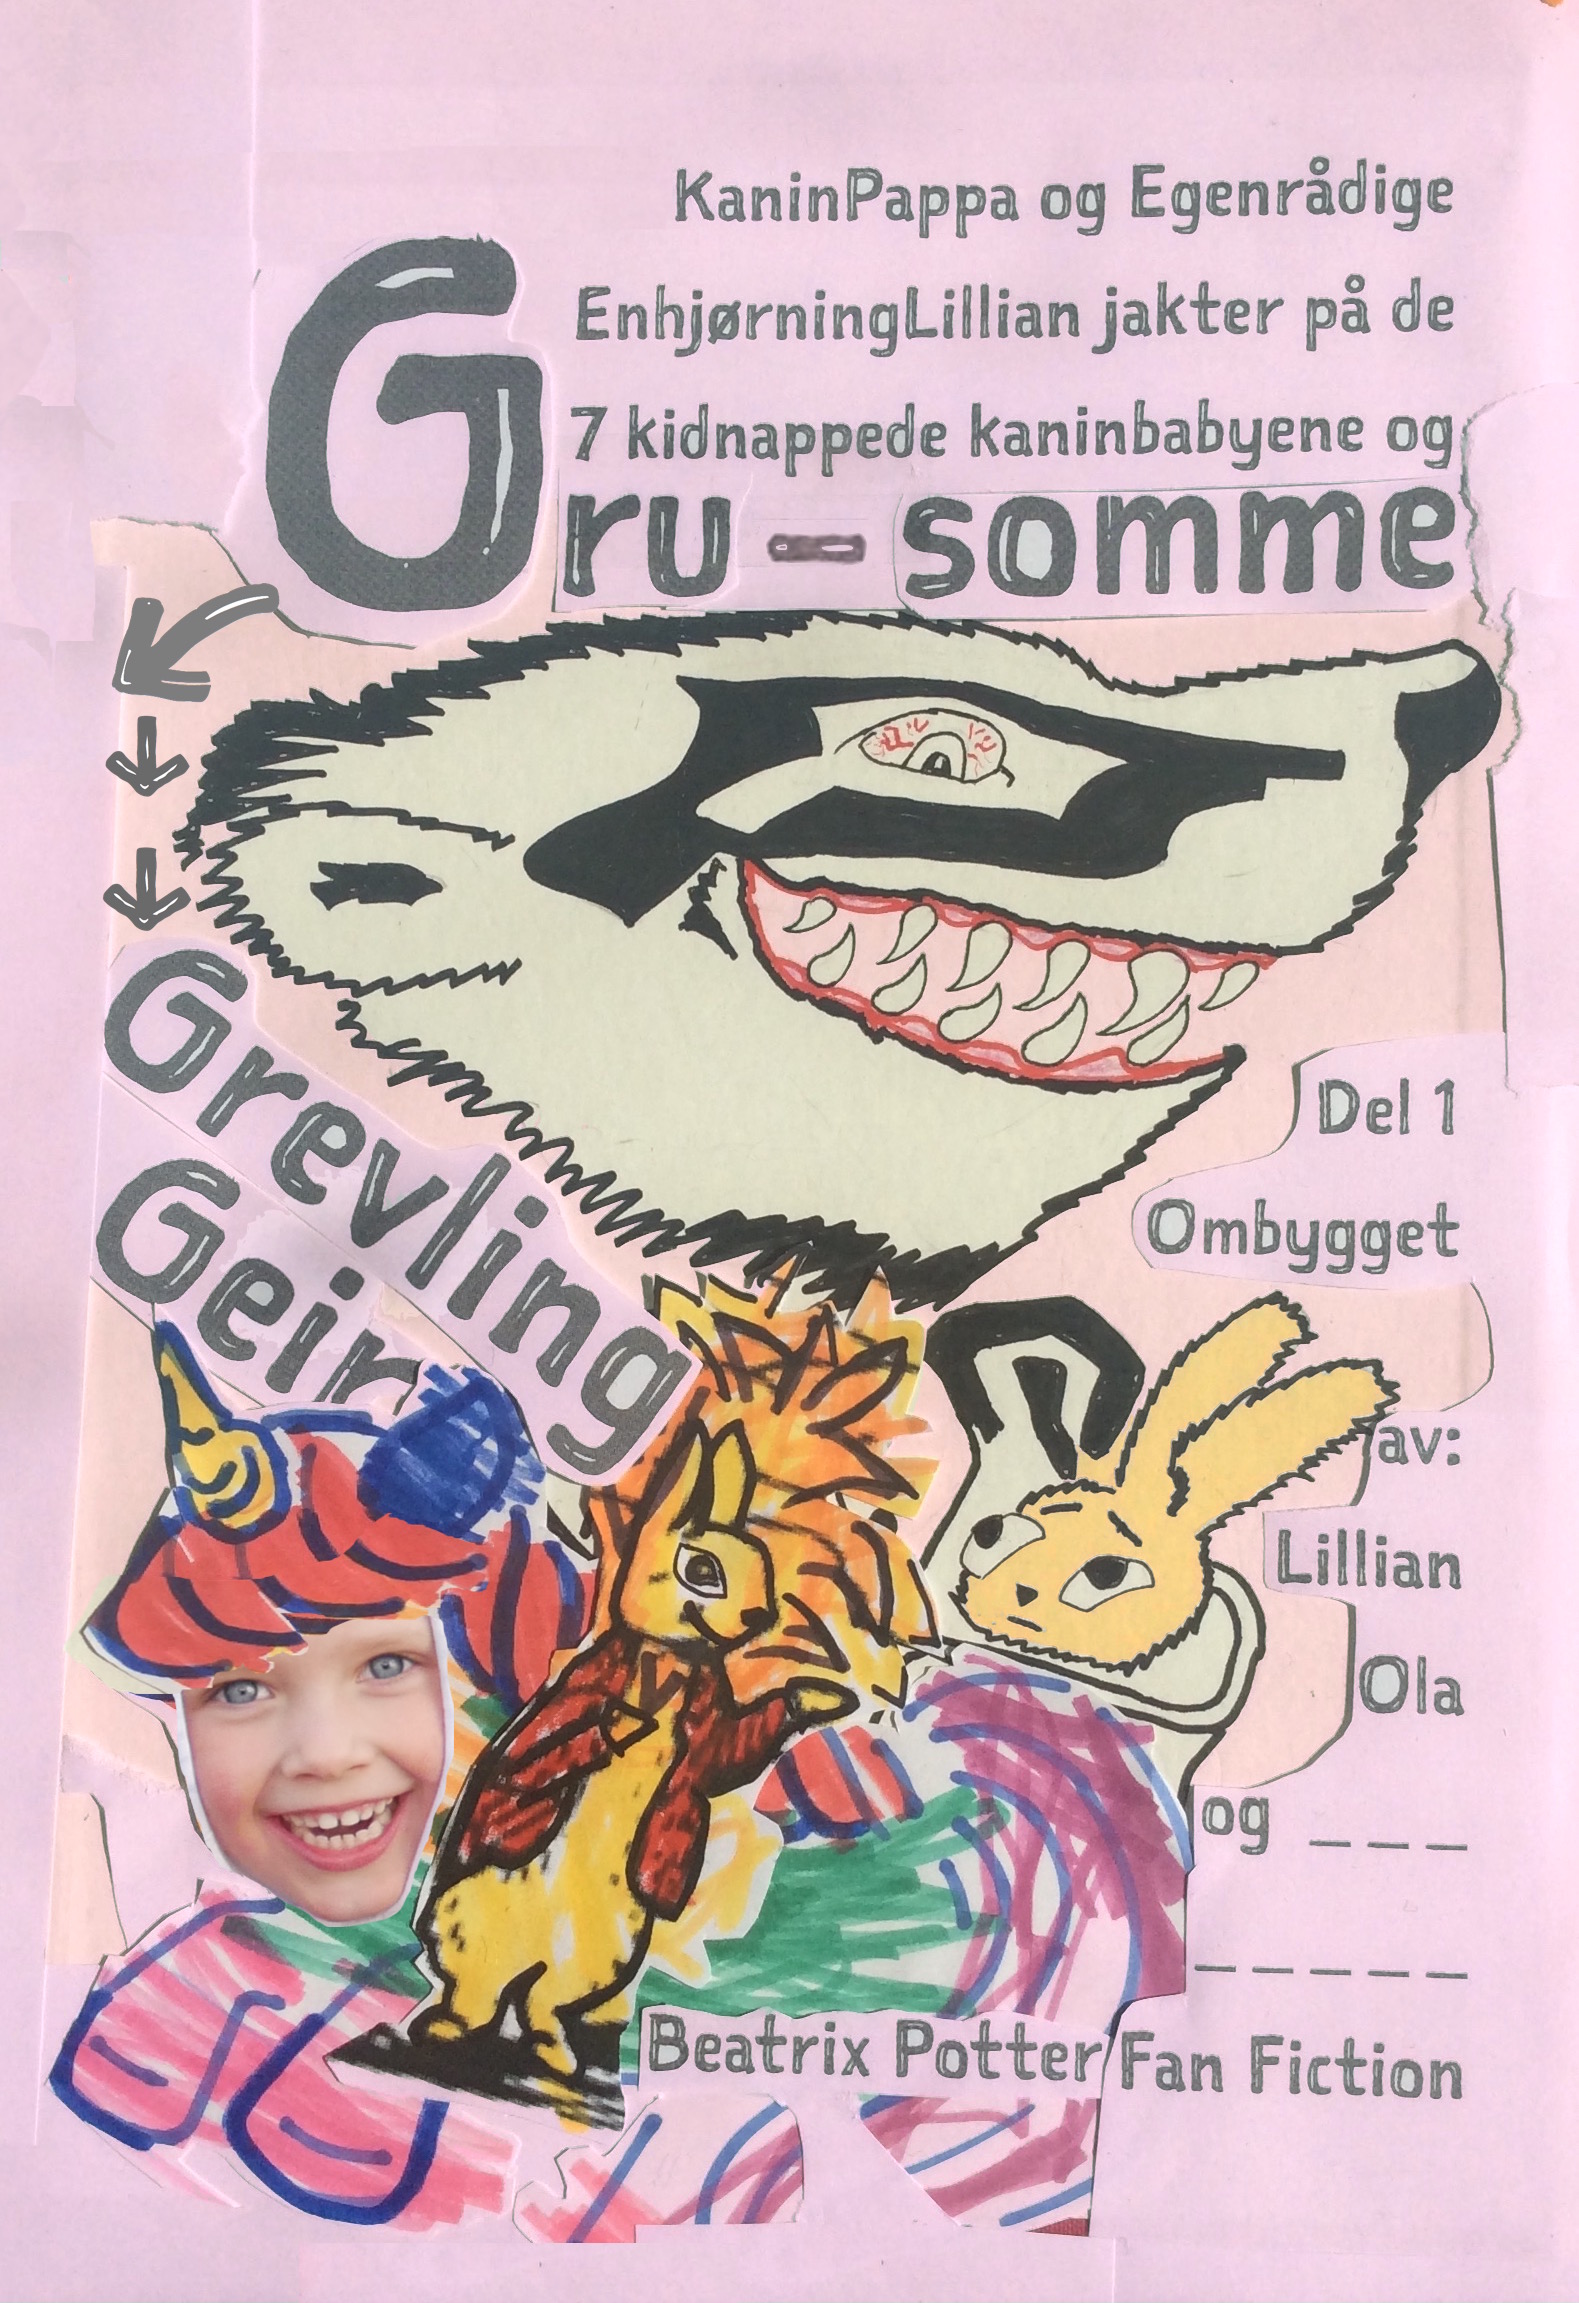 KaninPappa og Egenrådige
EnhjørningLillian jakter på de
7 kidnappede kaninbabyene og
Gru-somme
Grevling
Geir
Del 1
Ombygget
av:
Lillian
Ola
og _ _ _
_ _ _ _ _
Beatrix Potter Fan Fiction